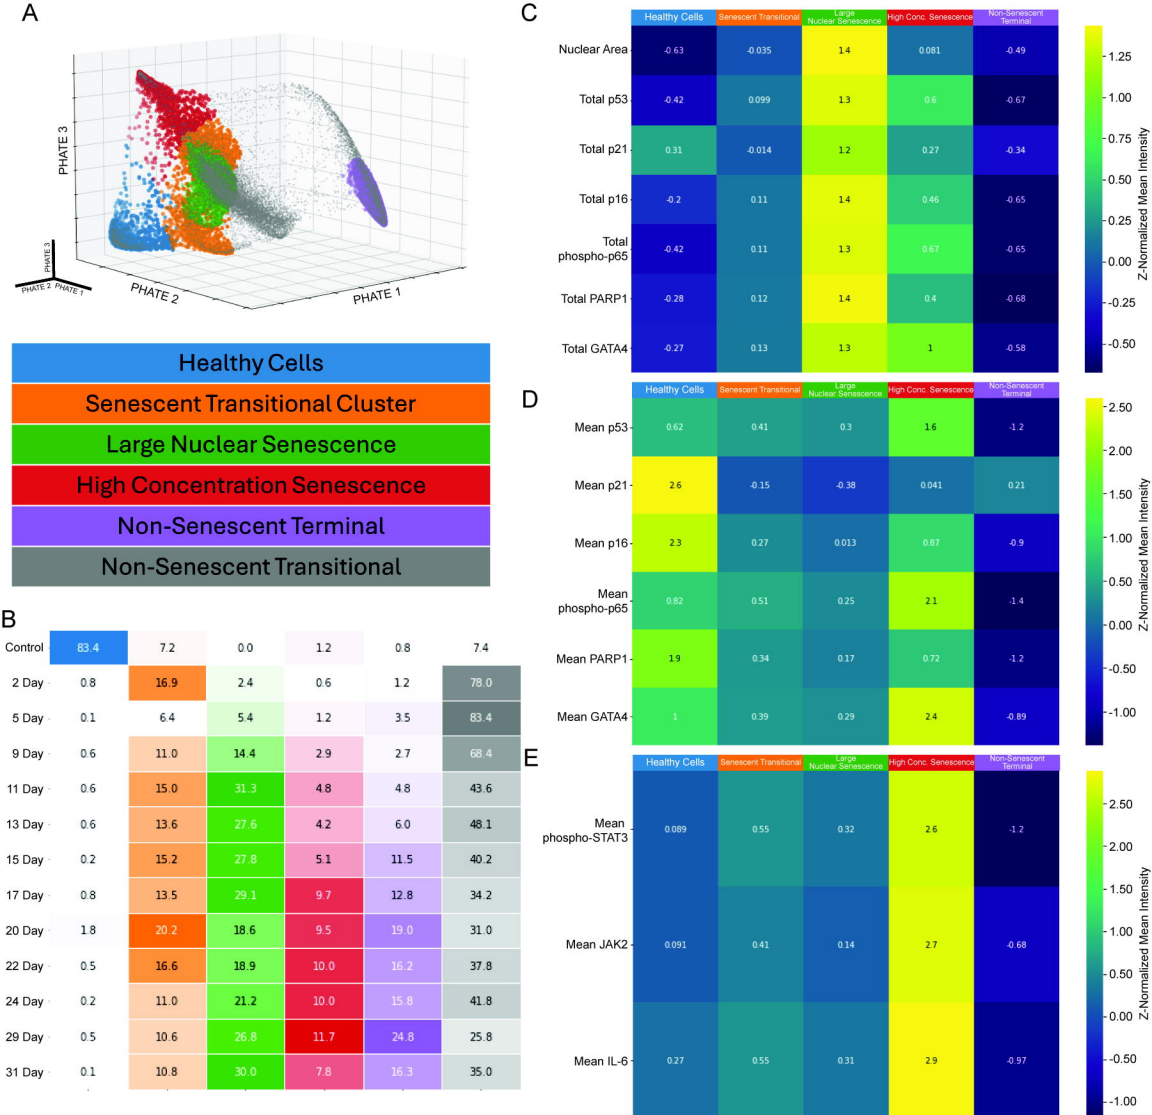 A
PHATE 3
PHATE 2
PHATE 1
PHATE 3
PHATE 2 PHATE 1
Healthy Cells
Senescent Transitional Cluster
Large Nuclear Senescence
High Concentration Senescence
Non-Senescent Terminal
Non-Senescent Transitional
B
Control 83.4 7.2 0.0 1.2 0.8 7.4
2 Day 0.8 16.9 2.4 0.6 1.2 78.0
5 Day 0.1 6.4 5.4 1.2 3.5 83.4
9 Day 0.6 11.0 14.4 2.9 2.7 68.4
11 Day 0.6 15.0 31.3 4.8 4.8 43.6
13 Day 0.6 13.6 27.6 4.2 6.0 48.1
15 Day 0.2 15.2 27.8 5.1 11.5 40.2
17 Day 0.8 13.5 29.1 9.7 12.8 34.2
20 Day 1.8 20.2 18.6 9.5 19.0 31.0
22 Day 0.5 16.6 18.9 10.0 16.2 37.8
24 Day 0.2 11.0 21.2 10.0 15.8 41.8
29 Day 0.5 10.6 26.8 11.7 24.8 25.8
31 Day 0.1 10.8 30.0 7.8 16.3 35.0
C
Healthy Cells Senescent Transitional Large Nuclear Senescence High Conc. Senescence Non-Senescent Terminal
Nuclear Area -0.63 -0.035 1.4 0.081 -0.49
Total p53 -0.42 0.099 1.3 0.6 -0.67
Total p21 0.31 -0.014 1.2 0.27 -0.34
Total p16 -0.2 0.11 1.4 0.46 -0.65
Total phospho-p65 -0.42 0.11 1.3 0.67 -0.65
Total PARP1 -0.28 0.12 1.4 0.4 -0.68
Total GATA4 -0.27 0.13 1.3 1 -0.58
1.25
1.00
0.75
0.50
0.25
0.00
-0.25
-0.50
Z-Normalized Mean Intensity
D
Healthy Cells Senescent Transitional Large Nuclear Senescence High Conc. Senescence Non-Senescent Terminal
Mean p53 0.62 0.41 0.3 1.6 -1.2
Mean p21 2.6 -0.15 -0.38 0.041 0.21
Mean p16 2.3 0.27 0.013 0.87 -0.9
Mean phospho-p65 0.82 0.51 0.25 2.1 -1.4
Mean PARP1 1.9 0.34 0.17 0.72 -1.2
Mean GATA4 1 0.39 0.29 2.4 -0.89
2.50
2.00
1.50
1.00
0.50
0.00
-0.50
-1.00
Z-Normalized Mean Intensity
E
Healthy Cells Senescent Transitional Large Nuclear Senescence High Conc. Senescence Non-Senescent Terminal
Mean phospho-STAT3 0.089 0.55 0.32 2.6 -1.2
Mean JAK2 0.091 0.41 0.14 2.7 -0.68
Mean IL-6 0.27 0.55 0.31 2.9 -0.97
2.50
2.00
1.50
1.00
0.50
0.00
-0.50
-1.00
Z-Normalized Mean Intensity